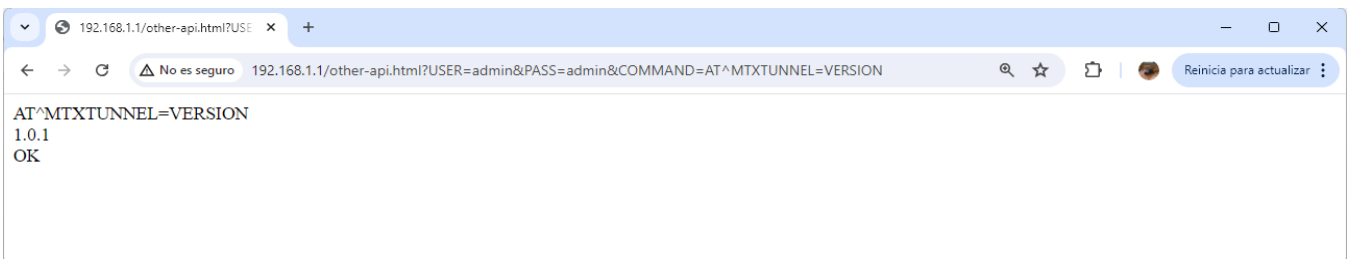 192.168.1.1/other-api.html?USE
No es seguro 192.168.1.1/other-api.html?USER=admin&PASS=admin&COMMAND=AT^MTXTUNNEL=VERSION Reinicia para actualizar
AT^MTXTUNNEL=VERSION
1.0.1
OK